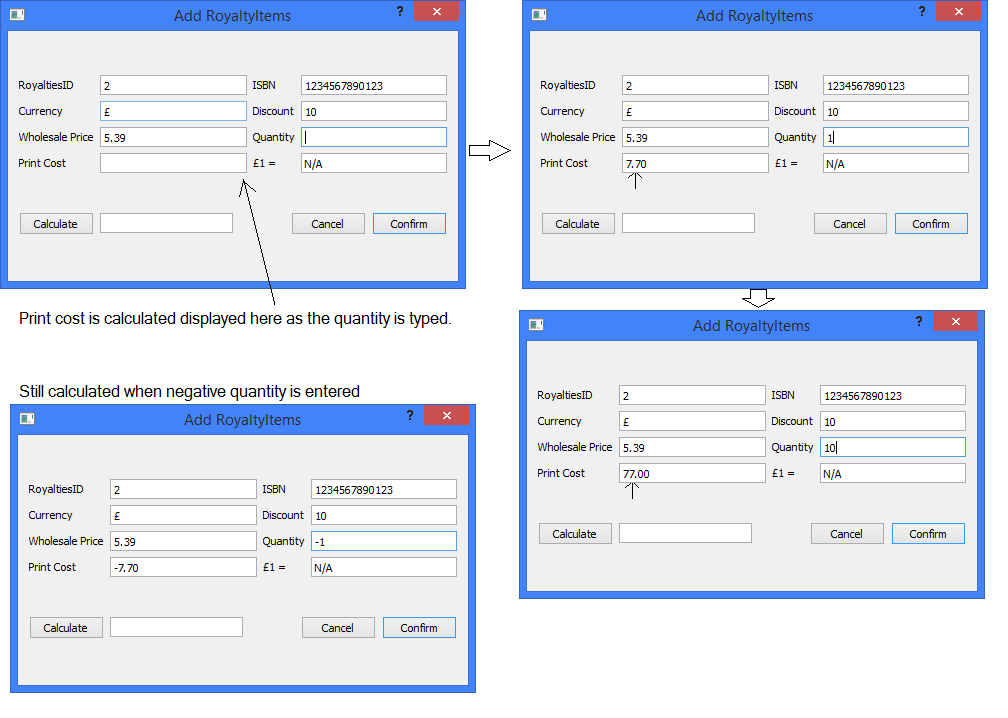 Add RoyaltyItems ?
RoyaltiesID 2 ISBN 1234567890123
Currency £ Discount 10
Wholesale Price 5.39 Quantity
Print Cost £1 = N/A
Calculate Cancel Confirm
Add RoyaltyItems ?
RoyaltiesID 2 ISBN 1234567890123
Currency £ Discount 10
Wholesale Price 5.39 Quantity 1
Print Cost 7.70 £1 = N/A
Calculate Cancel Confirm
Print cost is calculated displayed here as the quantity is typed.
Add RoyaltyItems ?
RoyaltiesID 2 ISBN 1234567890123
Currency £ Discount 10
Wholesale Price 5.39 Quantity 10
Print Cost 77.00 £1 = N/A
Calculate Cancel Confirm
Still calculated when negative quantity is entered
Add RoyaltyItems ?
RoyaltiesID 2 ISBN 1234567890123
Currency £ Discount 10
Wholesale Price 5.39 Quantity -1
Print Cost -7.70 £1 = N/A
Calculate Cancel Confirm